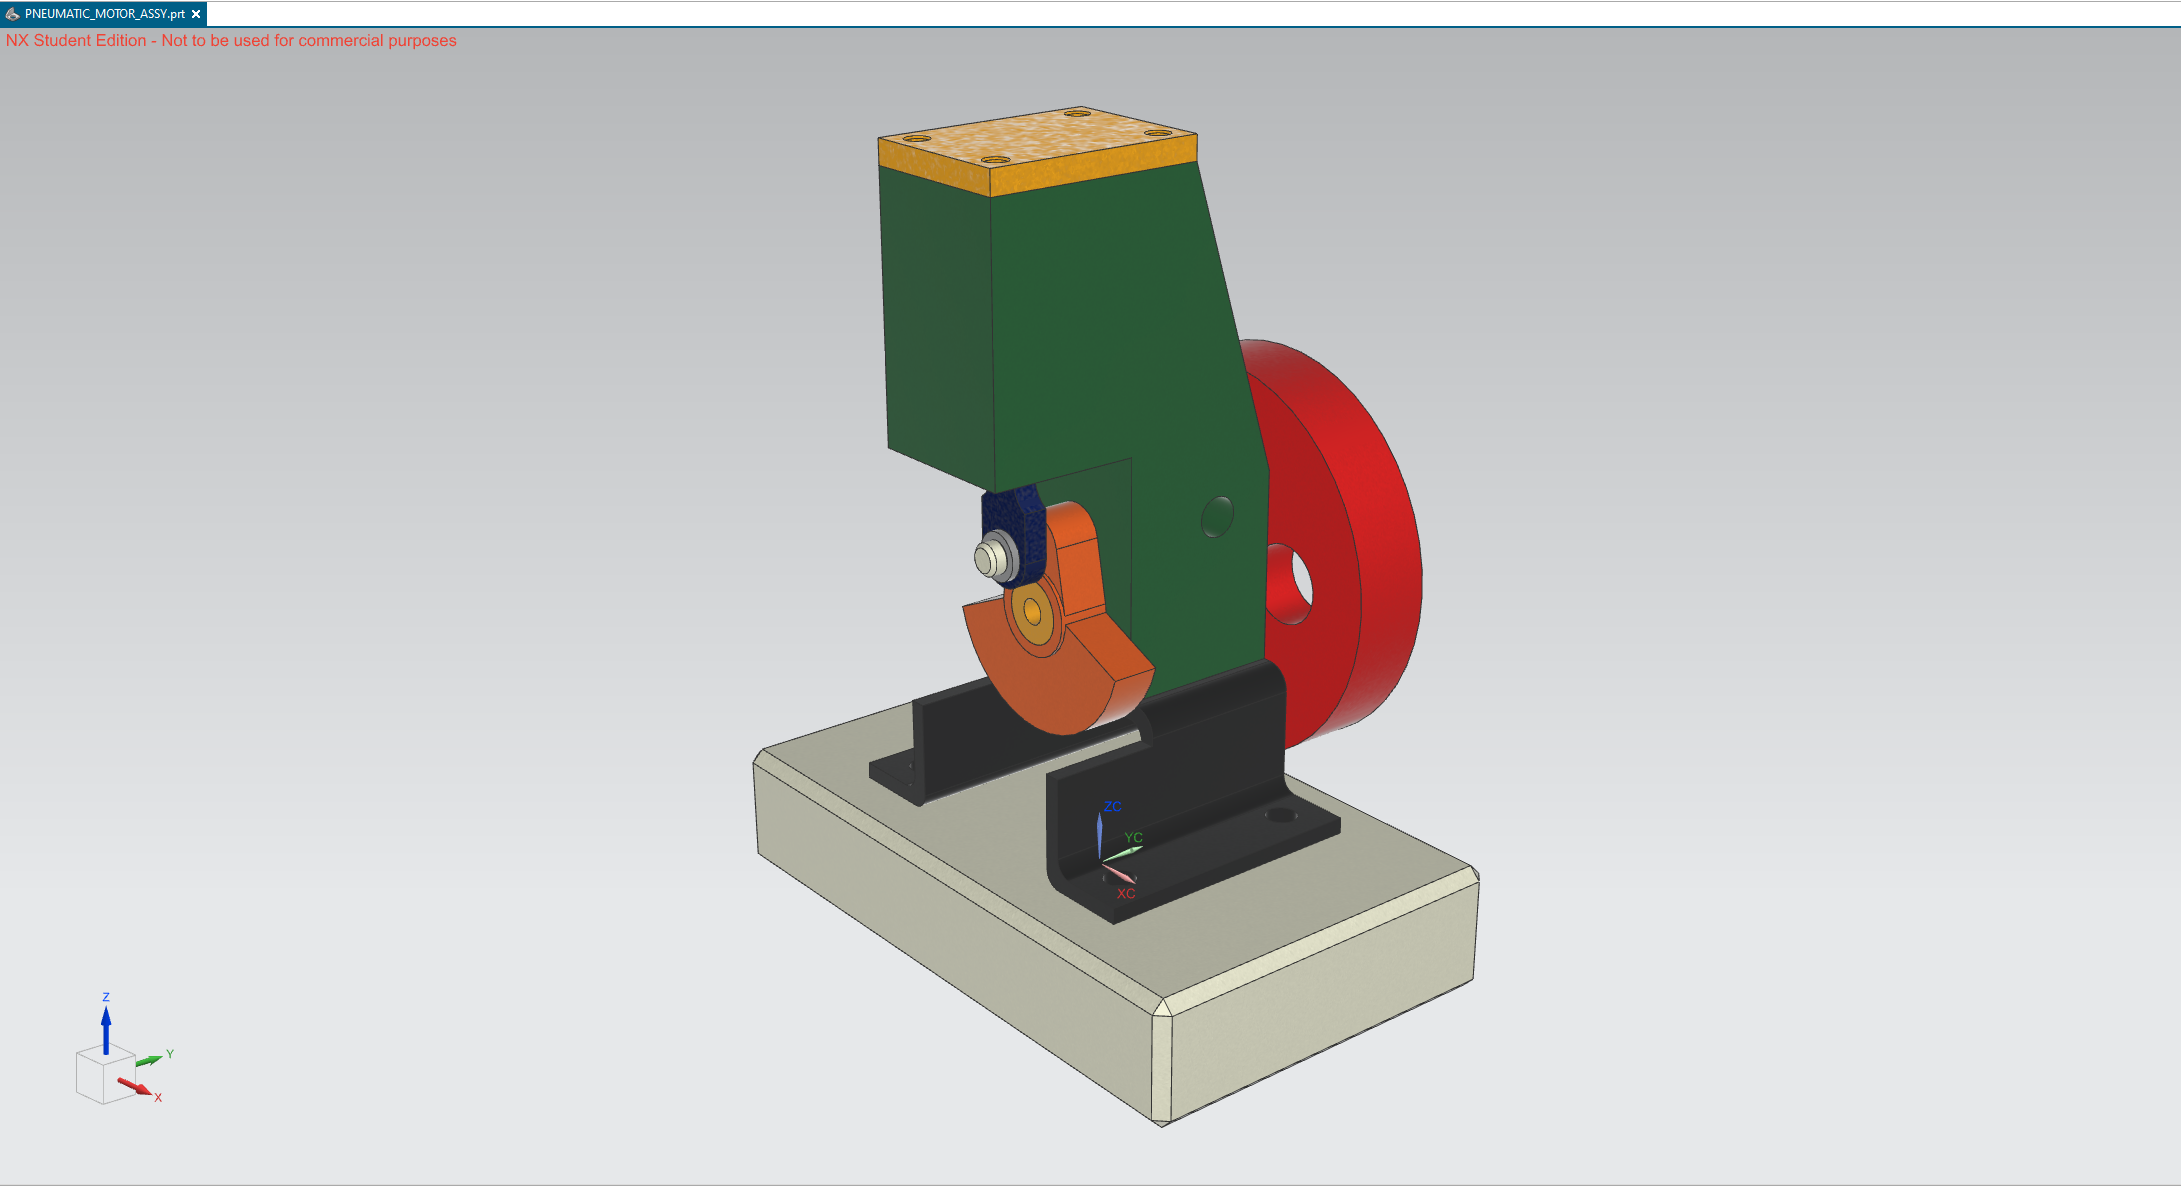 PNEUMATIC_MOTOR_ASSY.prt
NX Student Edition - Not to be used for commercial purposes
ZC
YC
XC
Z
Y
X